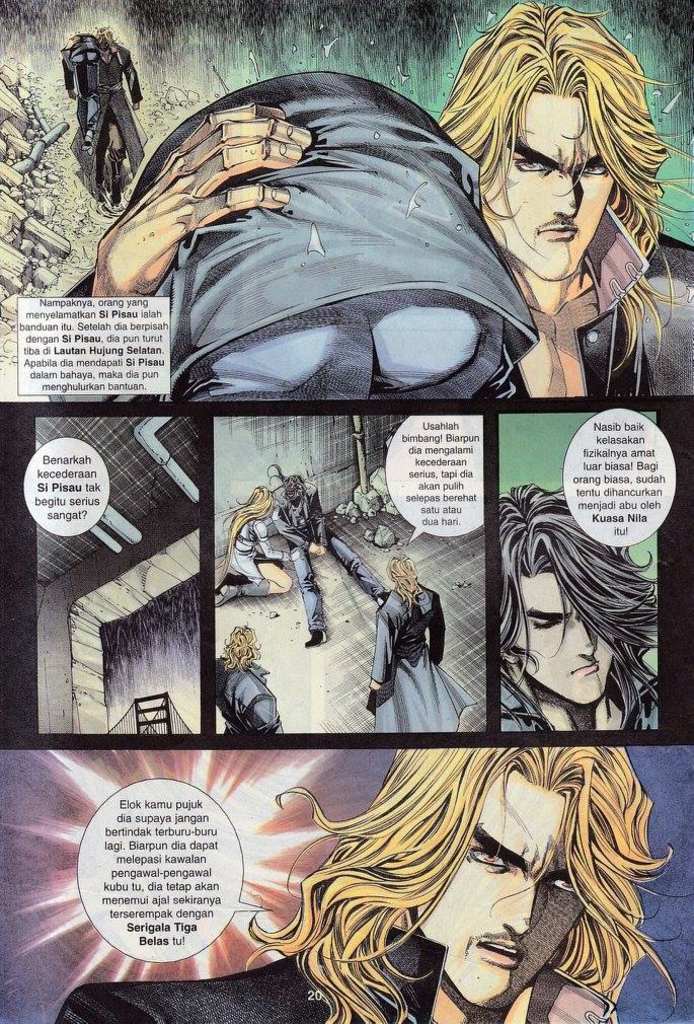 Nampaknya, orang yang
menyelamatkan Si Pisau ialah
banduan itu. Setelah dia berpisah
dengan Si Pisau, dia pun turut
tiba di Lautan Hujung Selatan.
Apabila dia mendapati Si Pisau
dalam bahaya, maka dia pun
menghulurkan bantuan.
Benarkah
kecederaan
Si Pisau tak
begitu serius
sangat?
Usahlah
bimbang! Biarpun
dia mengalami
kecederaan
serius, tapi dia
akan pulih
selepas berehat
satu atau
dua hari.
Nasib baik
kelasakan
fizikalnya amat
luar biasa! Bagi
orang biasa, sudah
tentu dihancurkan
menjadi abu oleh
Kuasa Nila
itu!
Elok kamu pujuk
dia supaya jangan
bertindak terburu-buru
lagi. Biarpun dia dapat
melepasi kawalan
pengawal-pengawal
kubu tu, dia tetap akan
menemui ajal sekiranya
terserempak dengan
Serigala Tiga
Belas tu!
20